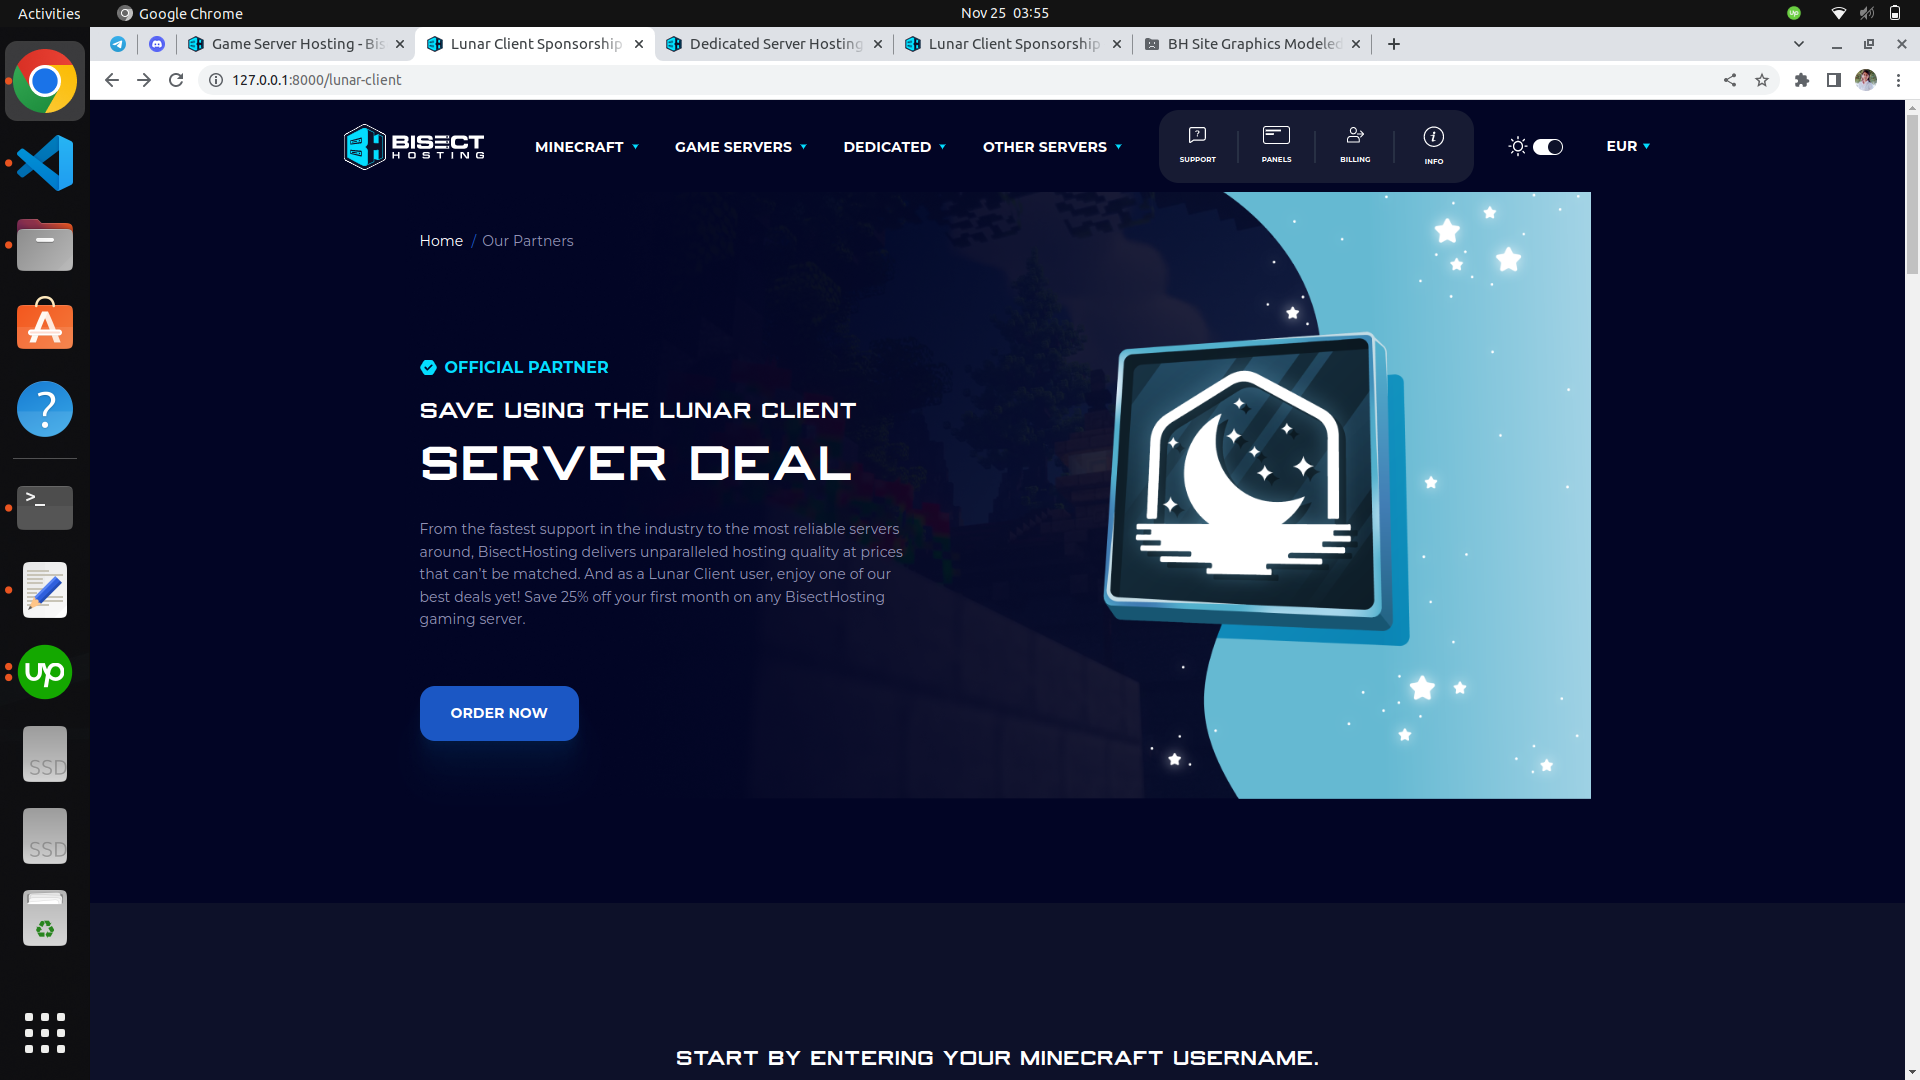 Activities
Google Chrome
Nov 25 03:55
Game Server Hosting - Bis
Lunar Client Sponsorship
Dedicated Server Hosting
Lunar Client Sponsorship
BH Site Graphics Modeled
127.0.0.1:8000/lunar-client
BISECT
HOSTING
MINECRAFT
GAME SERVERS
DEDICATED
OTHER SERVERS
SUPPORT
PANELS
BILLING
INFO
EUR
Home / Our Partners
OFFICIAL PARTNER
SAVE USING THE LUNAR CLIENT
SERVER DEAL
From the fastest support in the industry to the most reliable servers
around, BisectHosting delivers unparalleled hosting quality at prices
that can't be matched. And as a Lunar Client user, enjoy one of our
best deals yet! Save 25% off your first month on any BisectHosting
gaming server.
ORDER NOW
START BY ENTERING YOUR MINECRAFT USERNAME.
up
SSD
SSD